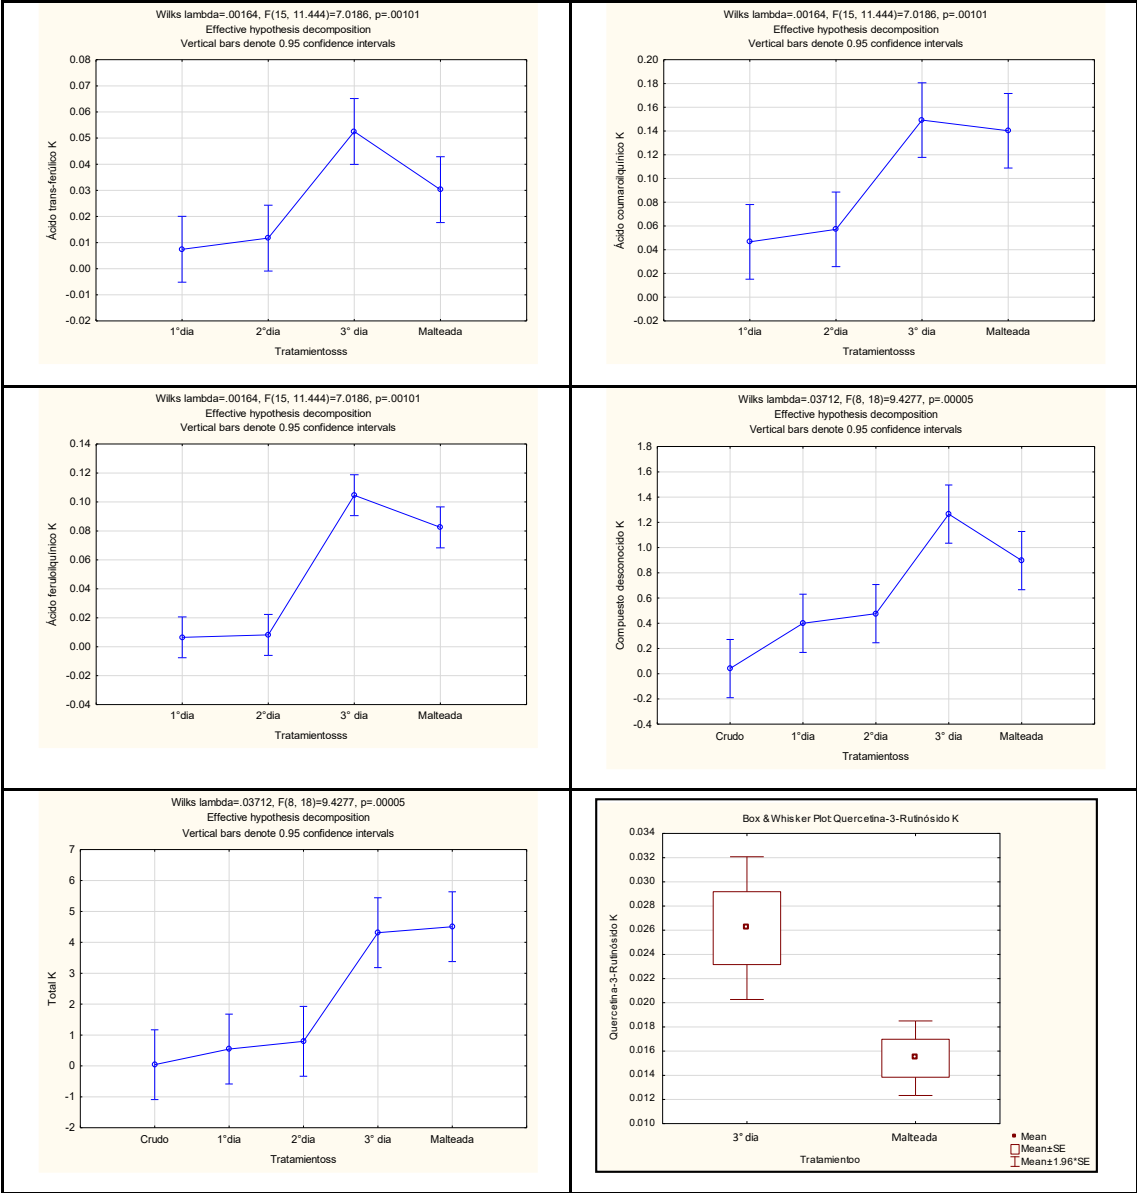 Wilks lambda=.00164, F(15, 11.444)=7.0186, p=.00101
Effective hypothesis decomposition
Vertical bars denote 0.95 confidence intervals
0.08
0.07
0.06
0.05
0.04
0.03
0.02
0.01
0.00
-0.01
-0.02
Ácido trans-ferúlico K
1°dia 2°dia 3° dia Malteada
Tratamientosss
Wilks lambda=.00164, F(15, 11.444)=7.0186, p=.00101
Effective hypothesis decomposition
Vertical bars denote 0.95 confidence intervals
0.20
0.18
0.16
0.14
0.12
0.10
0.08
0.06
0.04
0.02
0.00
-0.02
Ácido coumaroilquínico K
1°dia 2°dia 3° dia Malteada
Tratamientosss
Wilks lambda=.00164, F(15, 11.444)=7.0186, p=.00101
Effective hypothesis decomposition
Vertical bars denote 0.95 confidence intervals
0.14
0.12
0.10
0.08
0.06
0.04
0.02
0.00
-0.02
-0.04
Ácido feruloilquínico K
1°dia 2°dia 3° dia Malteada
Tratamientosss
Wilks lambda=.03712, F(8, 18)=9.4277, p=.00005
Effective hypothesis decomposition
Vertical bars denote 0.95 confidence intervals
1.8
1.6
1.4
1.2
1.0
0.8
0.6
0.4
0.2
0.0
-0.2
-0.4
Compuesto desconocido K
Crudo 1°dia 2°dia 3° dia Malteada
Tratamientoss
Wilks lambda=.03712, F(8, 18)=9.4277, p=.00005
Effective hypothesis decomposition
Vertical bars denote 0.95 confidence intervals
7
6
5
4
3
2
1
0
-1
-2
Total K
Crudo 1°dia 2°dia 3° dia Malteada
Tratamientoss
Box & Whisker Plot: Quercetina-3-Rutinósido K
0.034
0.032
0.030
0.028
0.026
0.024
0.022
0.020
0.018
0.016
0.014
0.012
0.010
Quercetina-3-Rutinósido K
3° dia Malteada
Tratamientoo
Mean
Mean±SE
Mean±1.96*SE